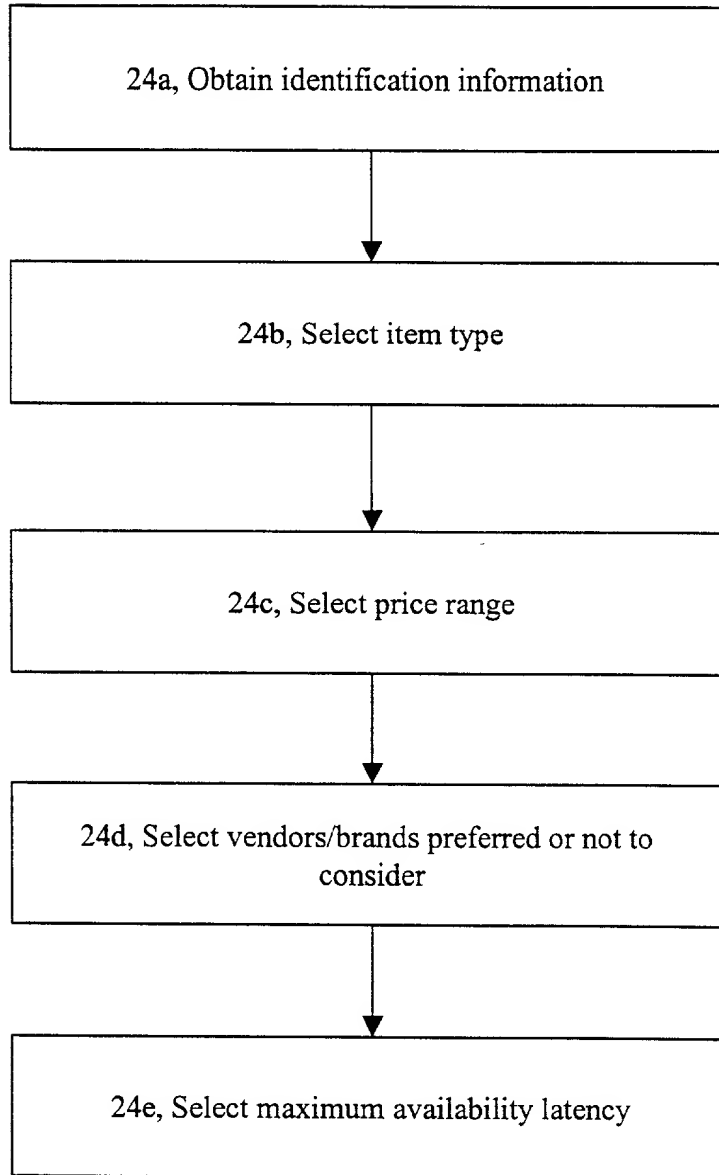 24a, Obtain identification information
24b, Select item type
24c, Select price range
24d, Select vendors/brands preferred or not to
consider
24e, Select maximum availability latency